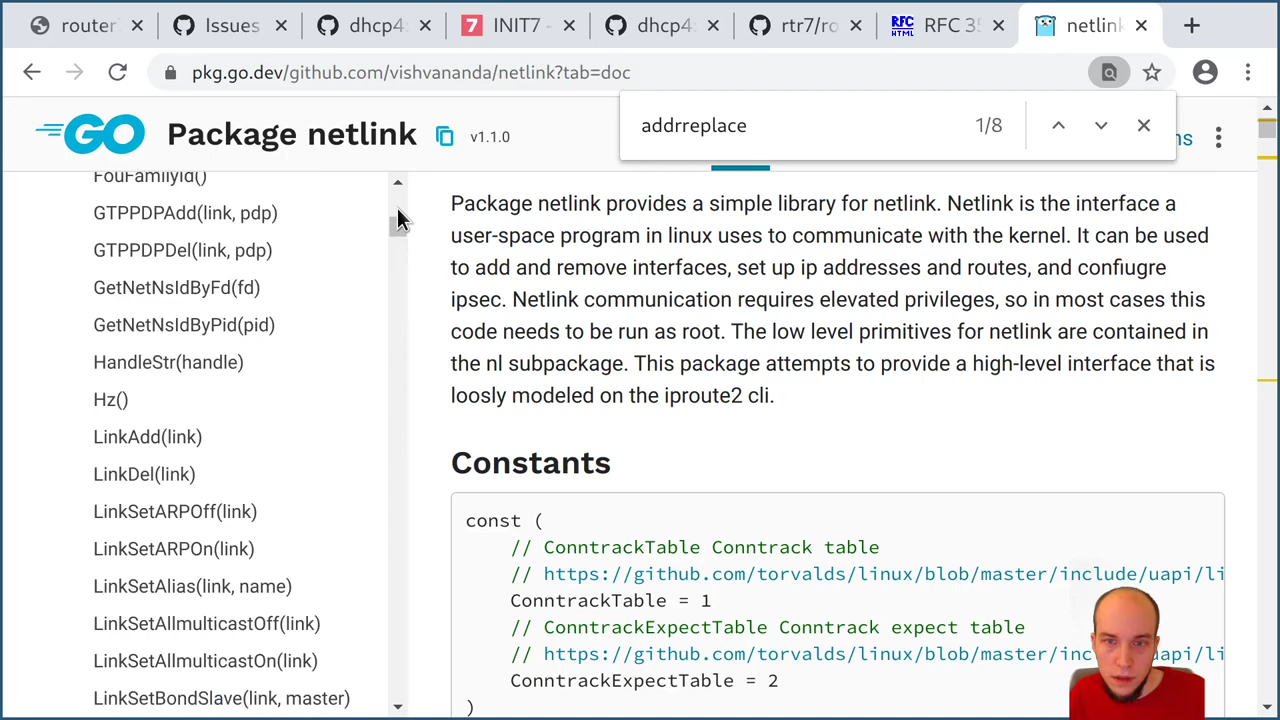 router
Issues
dhcp4
7 INIT7 -
dhcp4
rtr7/ro
RFC HTML RFC 35
netlink
pkg.go.dev/github.com/vishvananda/netlink?tab=doc
addrreplace 1/8
GO Package netlink v1.1.0
ns
FouFamilyId()
GTPPDPAdd(link, pdp)
GTPPDPDel(link, pdp)
GetNetNsIdByFd(fd)
GetNetNsIdByPid(pid)
HandleStr(handle)
Hz()
LinkAdd(link)
LinkDel(link)
LinkSetARPOff(link)
LinkSetARPOn(link)
LinkSetAlias(link, name)
LinkSetAllmulticastOff(link)
LinkSetAllmulticastOn(link)
LinkSetBondSlave(link, master)
Package netlink provides a simple library for netlink. Netlink is the interface a
user-space program in linux uses to communicate with the kernel. It can be used
to add and remove interfaces, set up ip addresses and routes, and confiugre
ipsec. Netlink communication requires elevated privileges, so in most cases this
code needs to be run as root. The low level primitives for netlink are contained in
the nl subpackage. This package attempts to provide a high-level interface that is
loosly modeled on the iproute2 cli.
Constants
const (
// ConntrackTable Conntrack table
// https://github.com/torvalds/linux/blob/master/include/uapi/li
ConntrackTable = 1
// ConntrackExpectTable Conntrack expect table
// https://github.com/torvalds/linux/blob/master/inc uapi/li
ConntrackExpectTable = 2
)